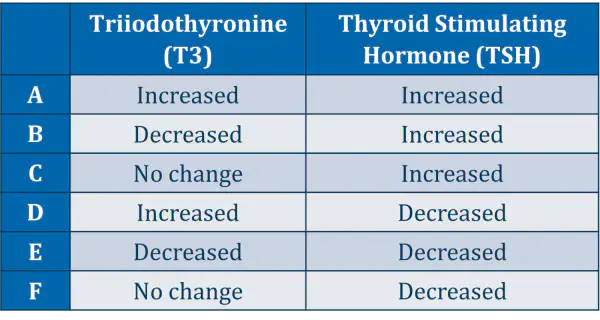 Triiodothyronine Thyroid Stimulating
(T3) Hormone (TSH)
A Increased Increased
B Decreased Increased
C No change Increased
D Increased Decreased
E Decreased Decreased
F No change Decreased